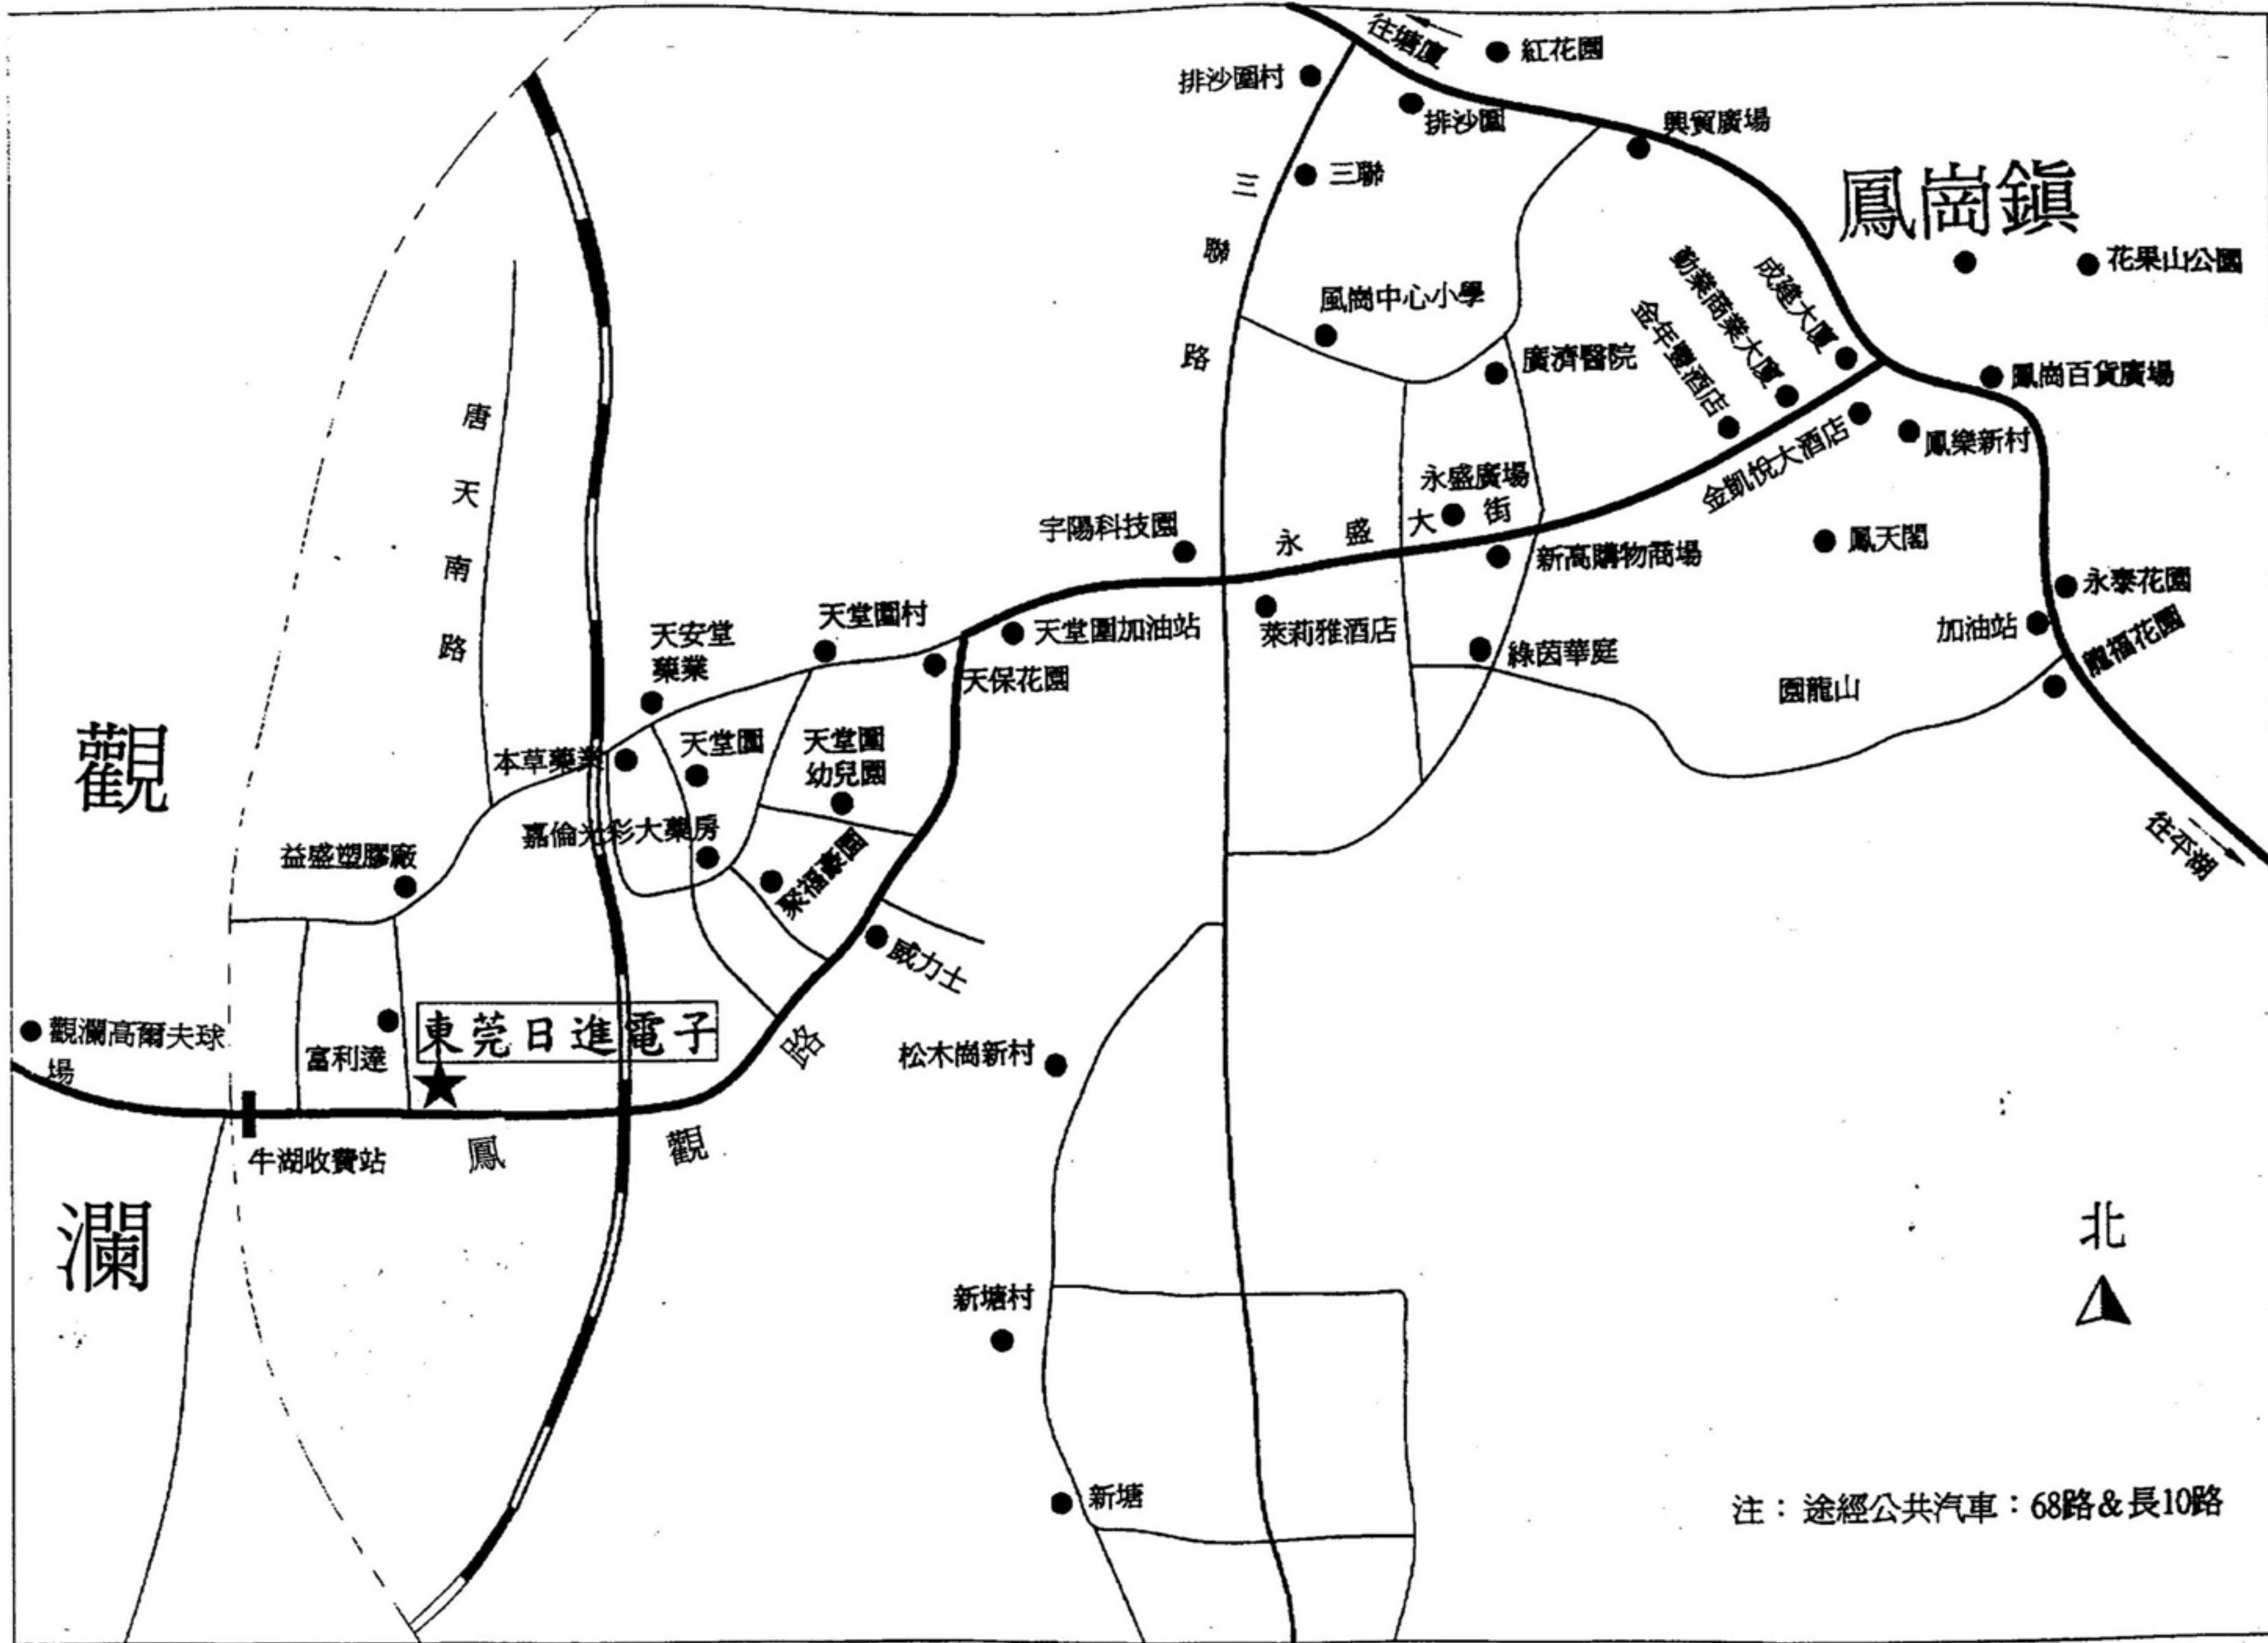 往塘廈
紅花園
排沙圍村
排沙圍
興貿廣場
三聯
三聯路
鳳崗鎮
花果山公園
風崗中心小學
成建大廈
勤業商業大廈
金年豐酒店
廣濟醫院
鳳崗百貨廣場
金凱悅大酒店
鳳樂新村
唐天南路
永盛廣場
永盛大街
宇陽科技園
新高購物商場
鳳天閣
永泰花園
加油站
龍福花園
天安堂
藥業
天堂圍村
天堂圍加油站
萊莉雅酒店
綠茵華庭
天保花園
園龍山
觀瀾
本草藥業
天堂圍
天堂圍
幼兒園
嘉倫光彩大藥房
聚福豪園
益盛塑膠廠
往平湖
威力士
觀瀾高爾夫球
場
富利達
東莞日進電子
松木崗新村
牛湖收費站
鳳觀路
北
新塘村
新塘
注：途經公共汽車：68路&長10路